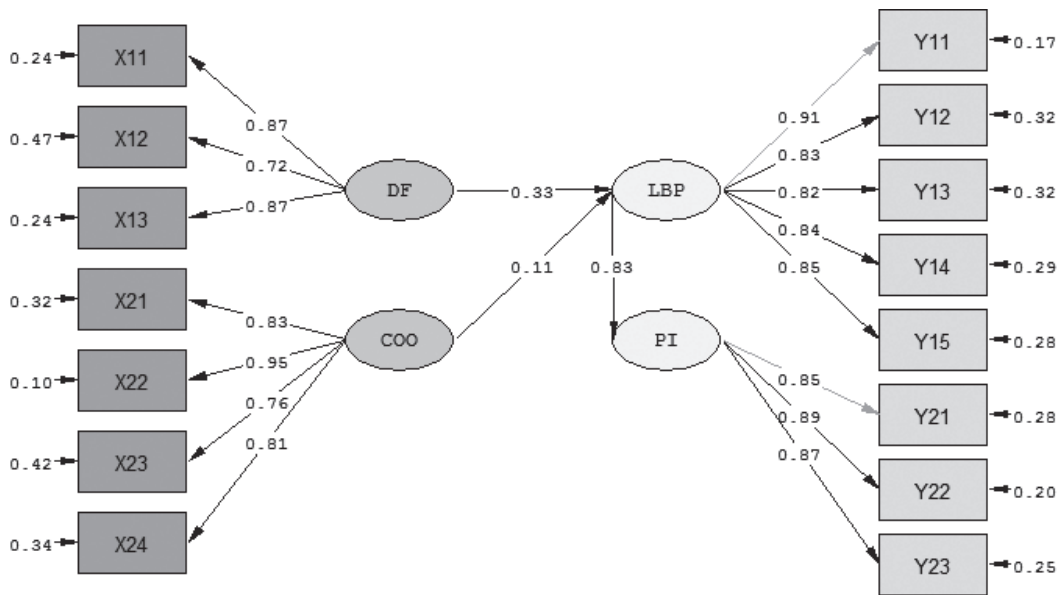 0.24 X11
0.47 X12
0.24 X13
0.32 X21
0.10 X22
0.42 X23
0.34 X24
0.87
0.72
0.87
0.83
0.95
0.76
0.81
DF
COO
0.33
0.11
LBP
0.83
PI
0.91
0.83
0.82
0.84
0.85
0.85
0.89
0.87
Y11 0.17
Y12 0.32
Y13 0.32
Y14 0.29
Y15 0.28
Y21 0.28
Y22 0.20
Y23 0.25